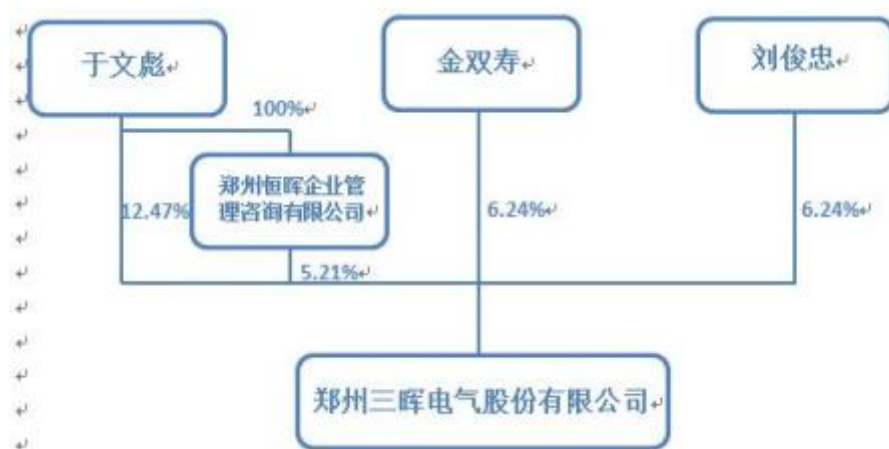 于文彪
金双寿
刘俊忠
100%
郑州恒晖企业管
理咨询有限公司
12.47%
6.24%
6.24%
5.21%
郑州三晖电气股份有限公司